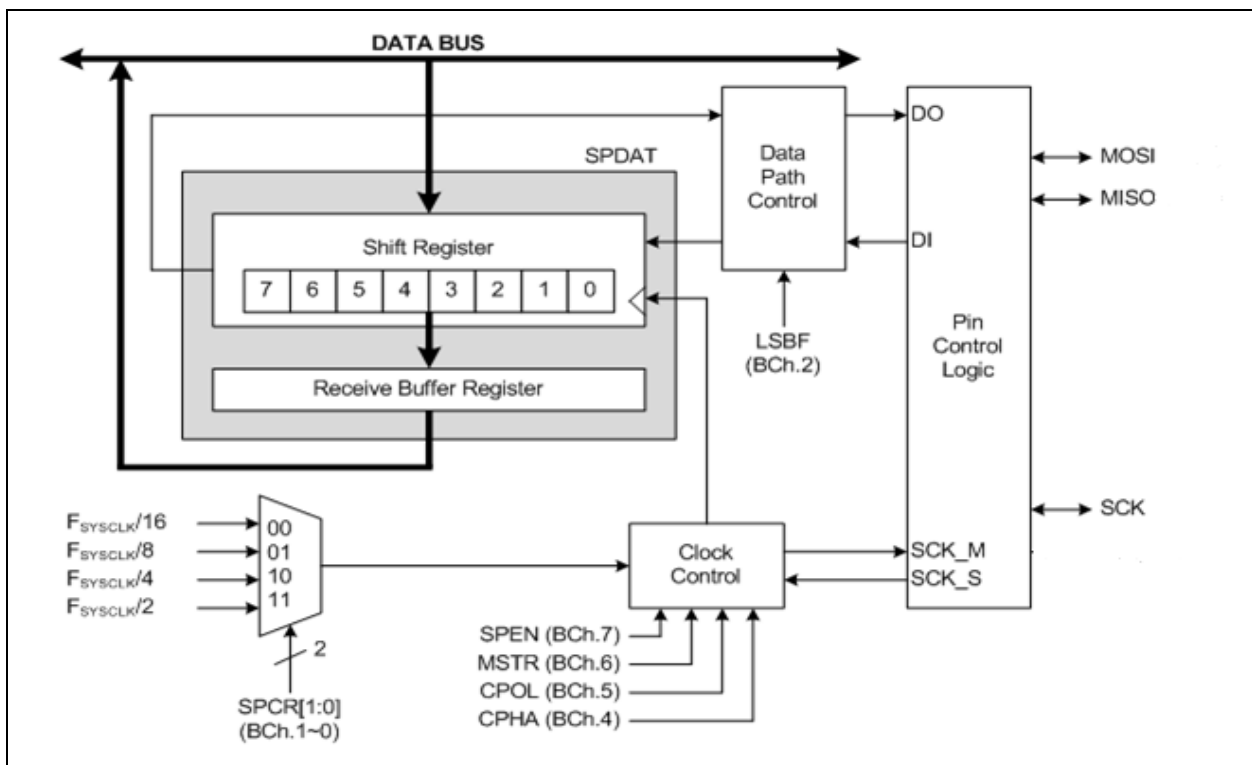 DATA BUS
SPDAT
Shift Register
7 6 5 4 3 2 1 0
Receive Buffer Register
Data
Path
Control
LSBF
(BCh.2)
DO
DI
Pin
Control
Logic
SCK_M
SCK_S
MOSI
MISO
SCK
FSYSCLK/16
FSYSCLK/8
FSYSCLK/4
FSYSCLK/2
00
01
10
11
2
SPCR[1:0]
(BCh.1~0)
Clock
Control
SPEN (BCh.7)
MSTR (BCh.6)
CPOL (BCh.5)
CPHA (BCh.4)